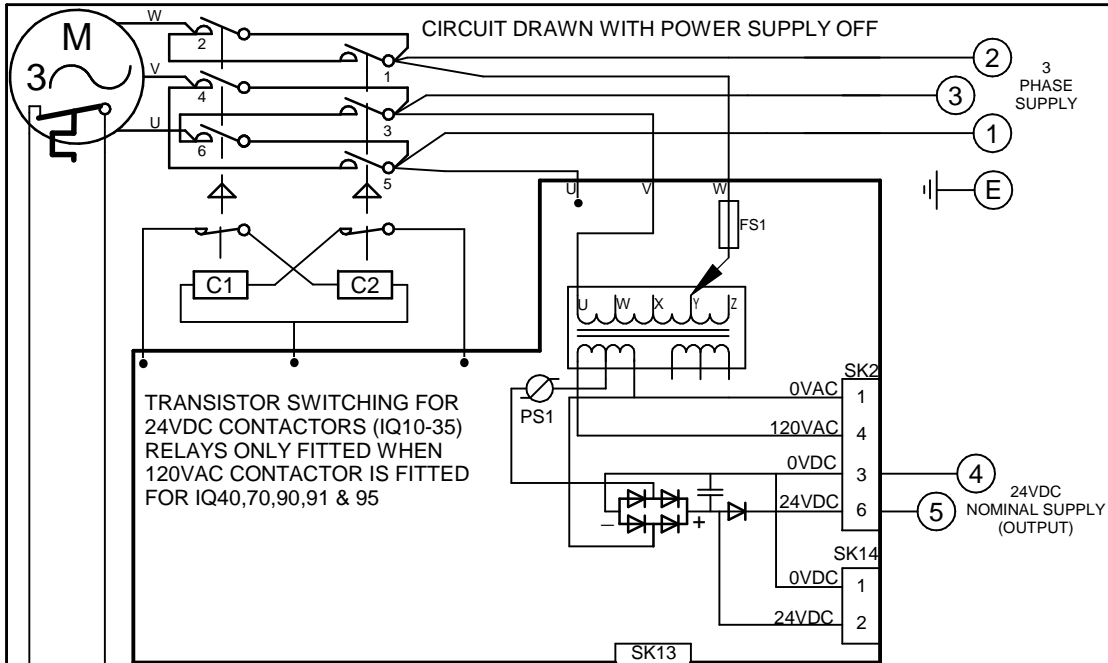 CIRCUIT DRAWN WITH POWER SUPPLY OFF
W
M
3
V
U
2
1
4
3
6
5
2
3
1
E
3
PHASE
SUPPLY
U
V
W
FS1
C1
C2
U
W
X
Y
Z
PS1
TRANSISTOR SWITCHING FOR
24VDC CONTACTORS (IQ10-35)
RELAYS ONLY FITTED WHEN
120VAC CONTACTOR IS FITTED
FOR IQ40,70,90,91 & 95
SK2
0VAC
1
120VAC
4
0VDC
3
24VDC
6
4
5
24VDC
NOMINAL SUPPLY
(OUTPUT)
– +
SK14
0VDC
1
24VDC
2
SK13